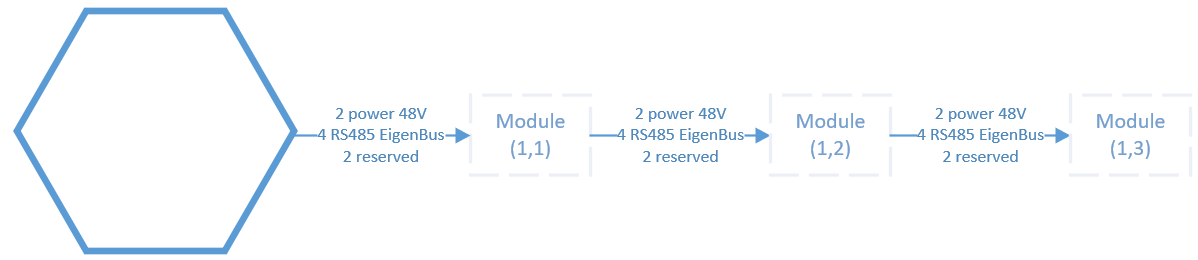 2 power 48V
4 RS485 EigenBus
2 reserved
Module
(1,1)
2 power 48V
4 RS485 EigenBus
2 reserved
Module
(1,2)
2 power 48V
4 RS485 EigenBus
2 reserved
Module
(1,3)